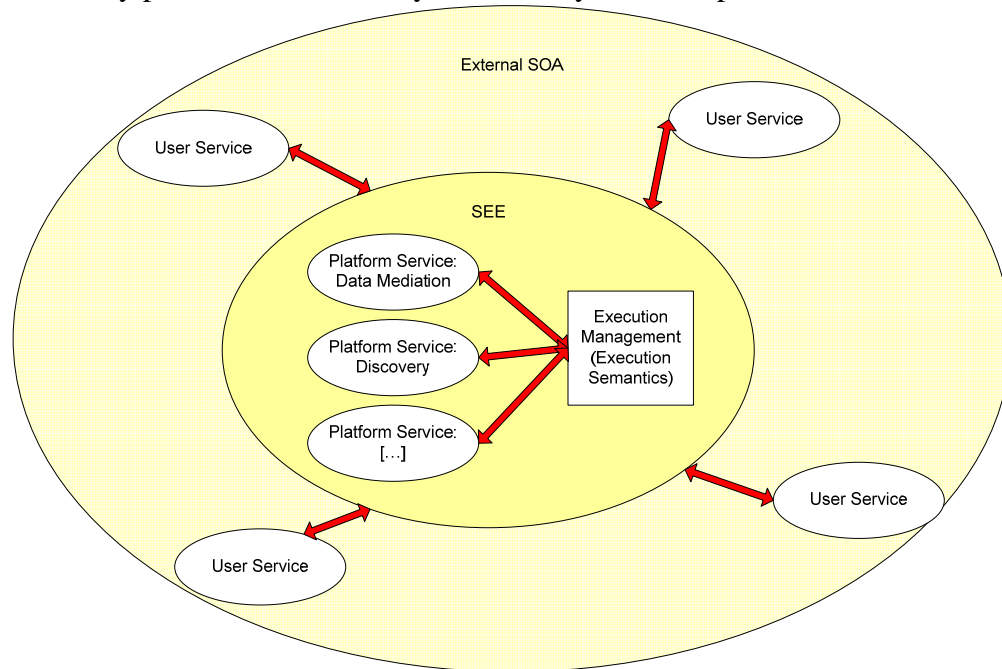 External SOA
User Service
User Service
SEE
Platform Service:
Data Mediation
Platform Service:
Discovery
Platform Service:
[…]
Execution
Management
(Execution
Semantics)
User Service
User Service